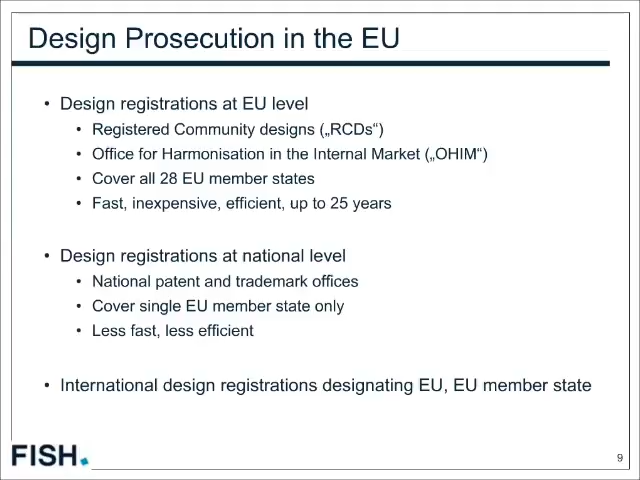 Design Prosecution in the EU
• Design registrations at EU level
• Registered Community designs („RCDs“)
• Office for Harmonisation in the Internal Market („OHIM“)
• Cover all 28 EU member states
• Fast, inexpensive, efficient, up to 25 years
• Design registrations at national level
• National patent and trademark offices
• Cover single EU member state only
• Less fast, less efficient
• International design registrations designating EU, EU member state
FISH.
9